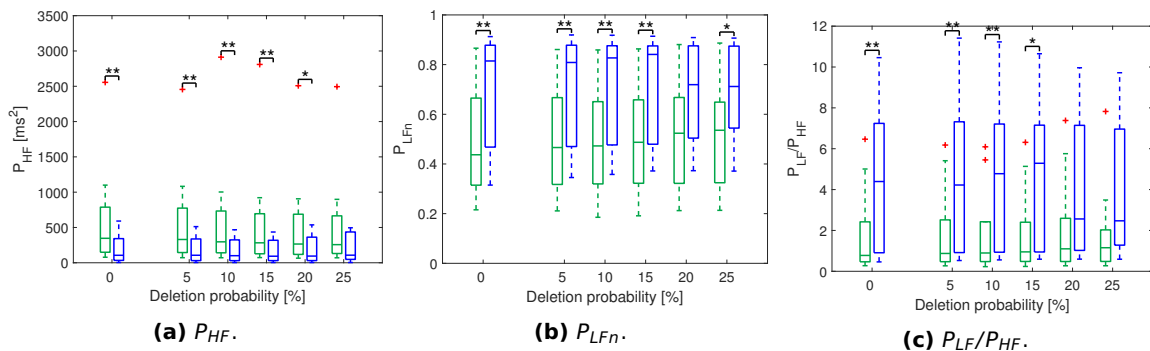 P_HF [ms²]
3500
3000
2500
2000
1500
1000
500
0
** ** ** ** *
0 5 10 15 20 25
Deletion probability [%]
(a) P_HF.
P_LFn
1
0.8
0.6
0.4
0.2
0
** ** ** ** *
0 5 10 15 20 25
Deletion probability [%]
(b) P_LFn.
P_LF/P_HF
12
10
8
6
4
2
0
** ** ** *
0 5 10 15 20 25
Deletion probability [%]
(c) P_LF/P_HF.